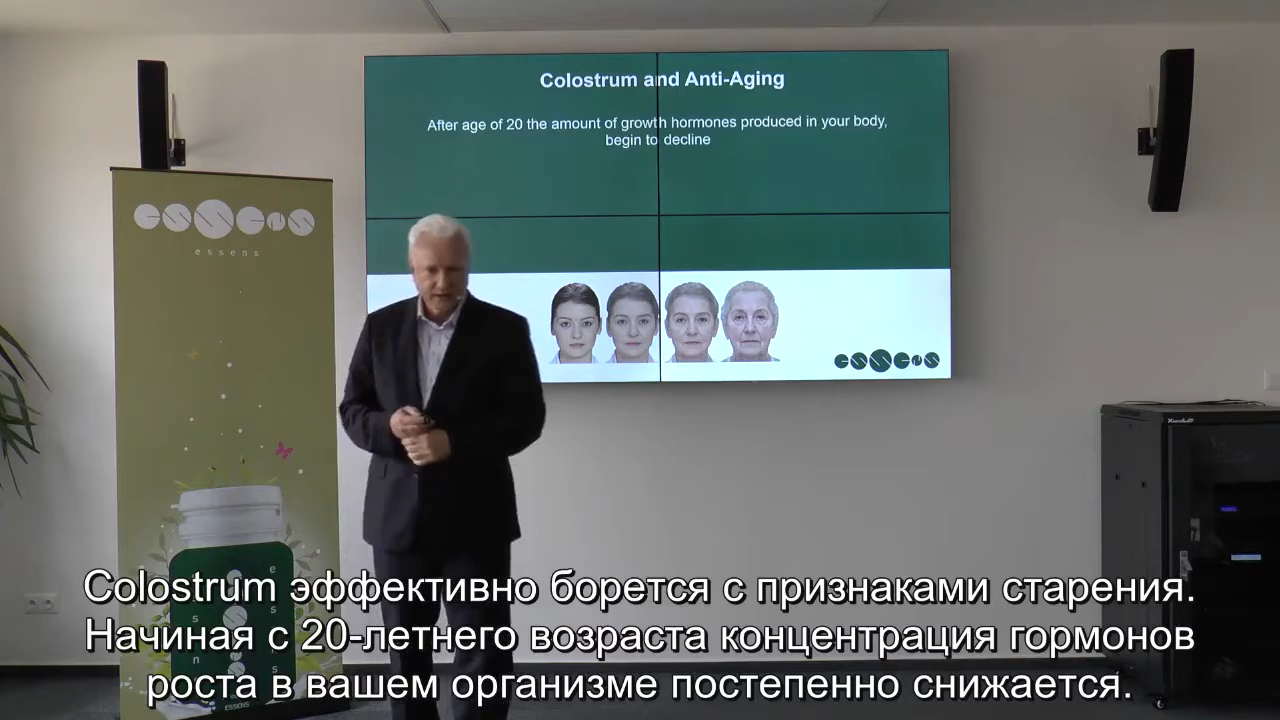 Colostrum and Anti-Aging
After age of 20 the amount of growth hormones produced in your body,
begin to decline
essens
essens
essens
ESSENS
Colostrum эффективно борется с признаками старения.
Начиная с 20-летнего возраста концентрация гормонов
роста в вашем организме постепенно снижается.